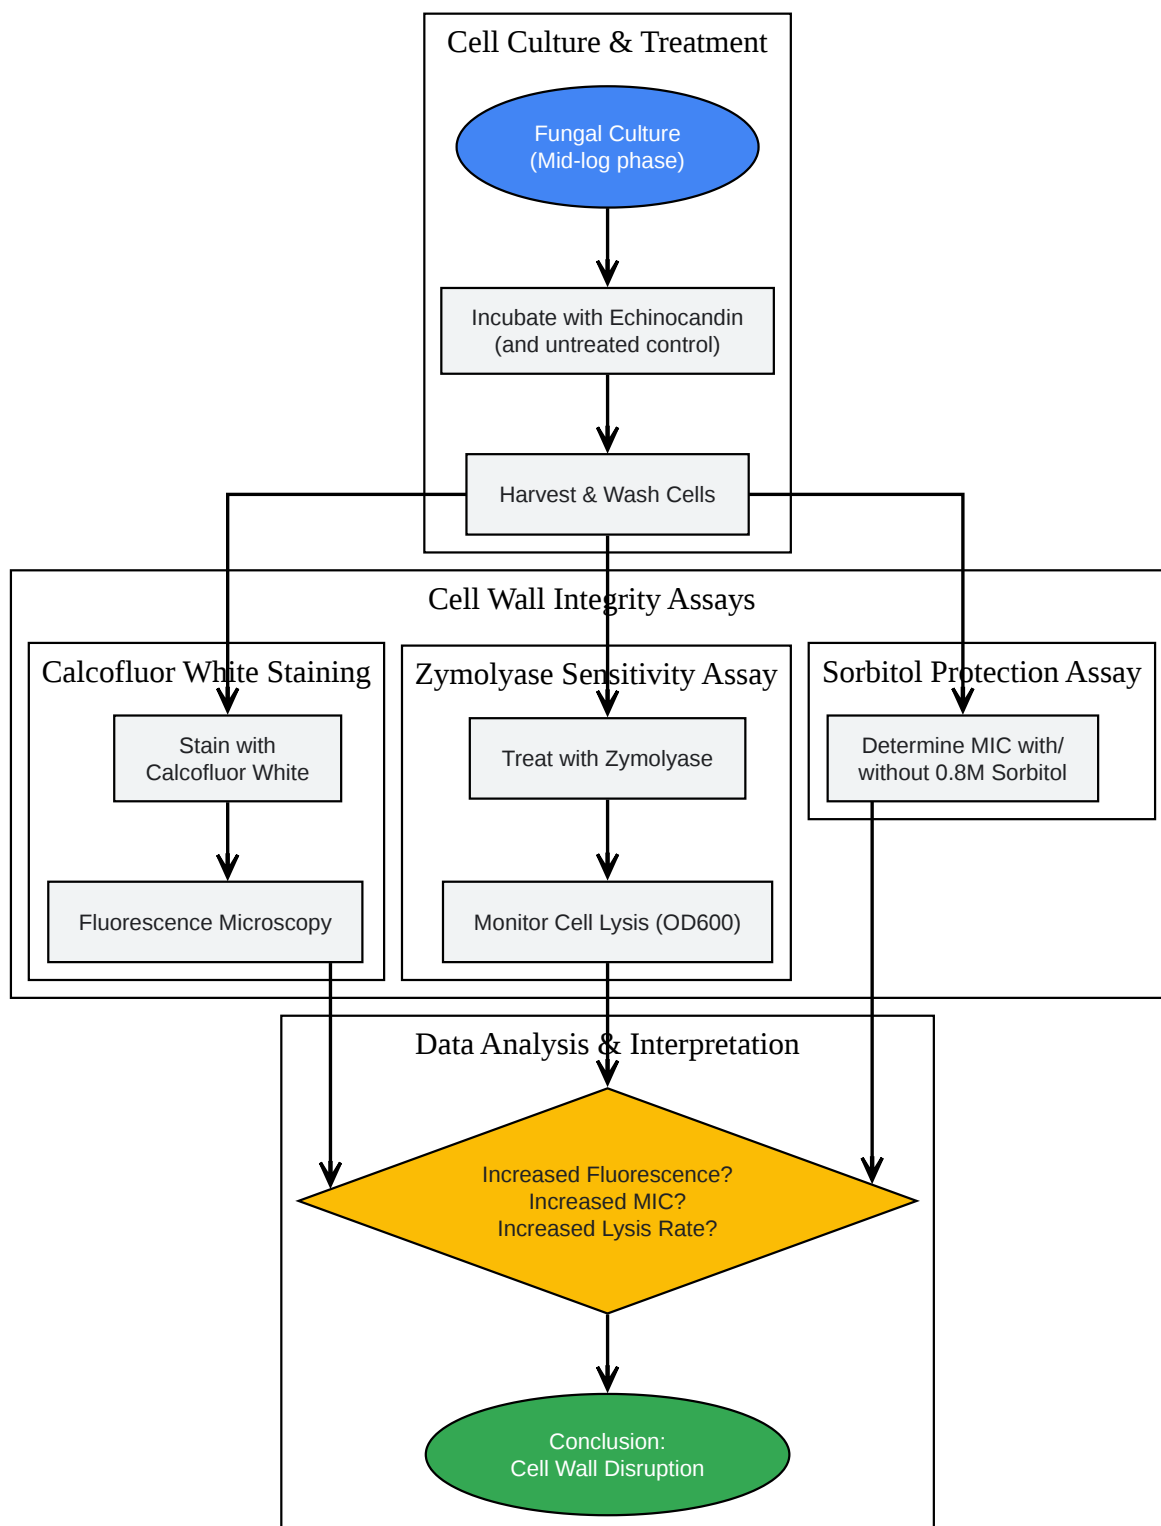 Cell Culture & Treatment
Fungal Culture
(Mid-log phase)
Incubate with Echinocandin
(and untreated control)
Harvest & Wash Cells
Cell Wall Integrity Assays
Calcofluor White Staining
Stain with
Calcofluor White
Fluorescence Microscopy
Zymolyase Sensitivity Assay
Treat with Zymolyase
Monitor Cell Lysis (OD600)
Sorbitol Protection Assay
Determine MIC with/
without 0.8M Sorbitol
Data Analysis & Interpretation
Increased Fluorescence?
Increased MIC?
Increased Lysis Rate?
Conclusion:
Cell Wall Disruption